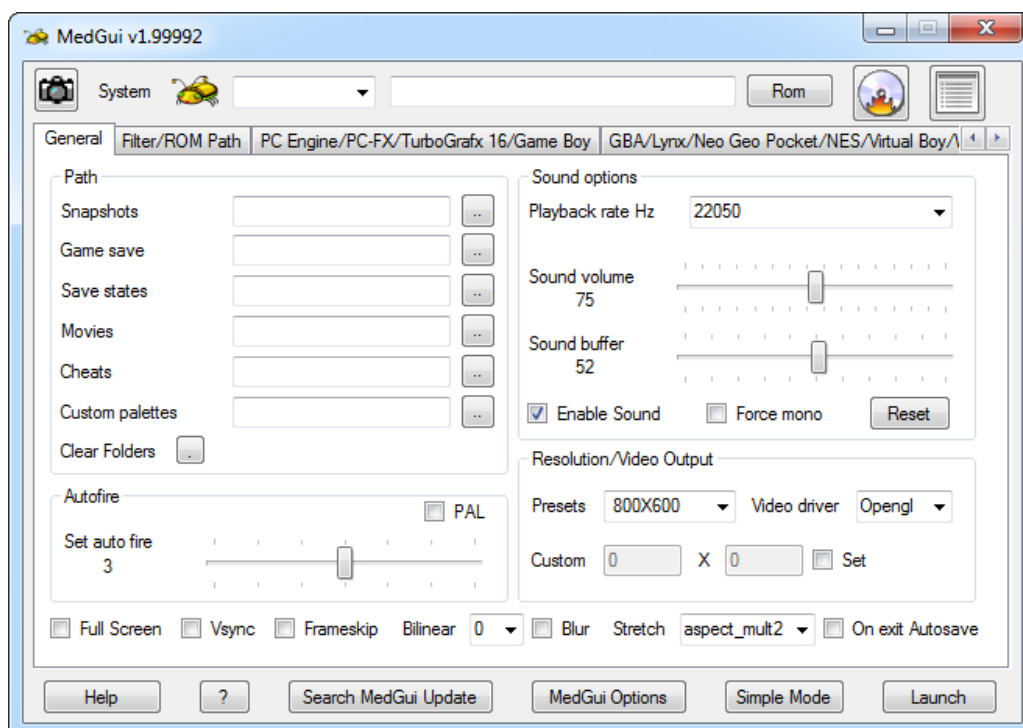 MedGui v1.99992
System Rom
General Filter/ROM Path PC Engine/PC-FX/TurboGrafx 16/Game Boy GBA/Lynx/Neo Geo Pocket/NES/Virtual Boy/
Path
Snapshots ..
Game save ..
Save states ..
Movies ..
Cheats ..
Custom palettes ..
Clear Folders .
Autofire
PAL
Set auto fire
3
Sound options
Playback rate Hz 22050
Sound volume
75
Sound buffer
52
Enable Sound Force mono Reset
Resolution/Video Output
Presets 800X600 Video driver Opengl
Custom 0 X 0 Set
Full Screen Vsync Frameskip Bilinear 0 Blur Stretch aspect_mult2 On exit Autosave
Help ? Search MedGui Update MedGui Options Simple Mode Launch